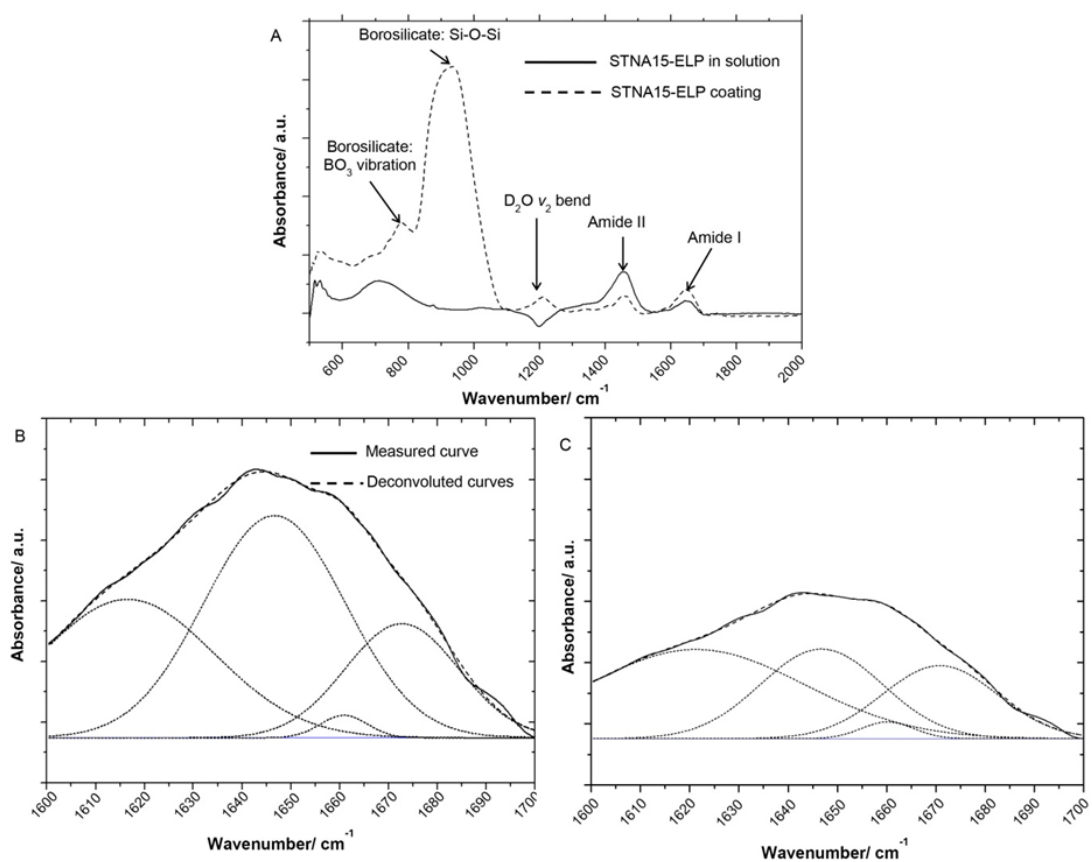 A
Borosilicate: Si-O-Si
STNA15-ELP in solution
STNA15-ELP coating
Borosilicate:
BO₃ vibration
D₂O v₂ bend
Amide II
Amide I
Absorbance/ a.u.
600 800 1000 1200 1400 1600 1800 2000
Wavenumber/ cm⁻¹
B
Measured curve
Deconvoluted curves
Absorbance/ a.u.
1600 1610 1620 1630 1640 1650 1660 1670 1680 1690 1700
Wavenumber/ cm⁻¹
C
Absorbance/ a.u.
1600 1610 1620 1630 1640 1650 1660 1670 1680 1690 1700
Wavenumber/ cm⁻¹